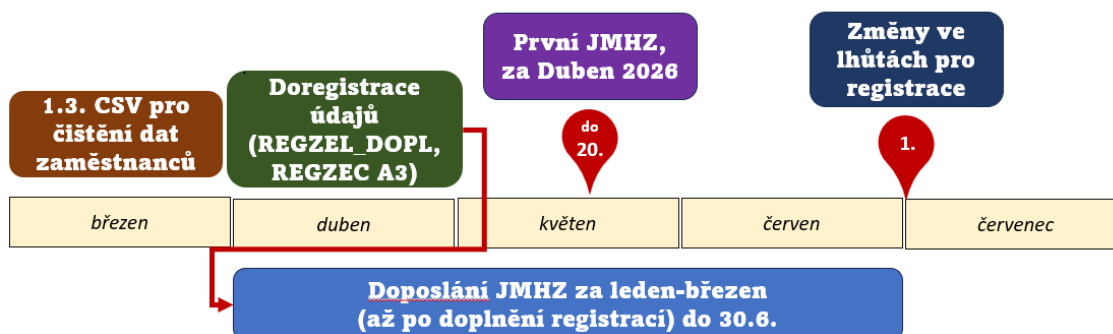 1.3. CSV pro
čištění dat
zaměstnanců
Doregistrace
údajů
(REGZEL_DOPL,
REGZEC A3)
První JMHZ,
za Duben 2026
Změny ve
lhůtách pro
registrace
do
20.
1.
březen
duben
květen
červen
červenec
Doposlání JMHZ za leden-březen
(až po doplnění registrací) do 30.6.